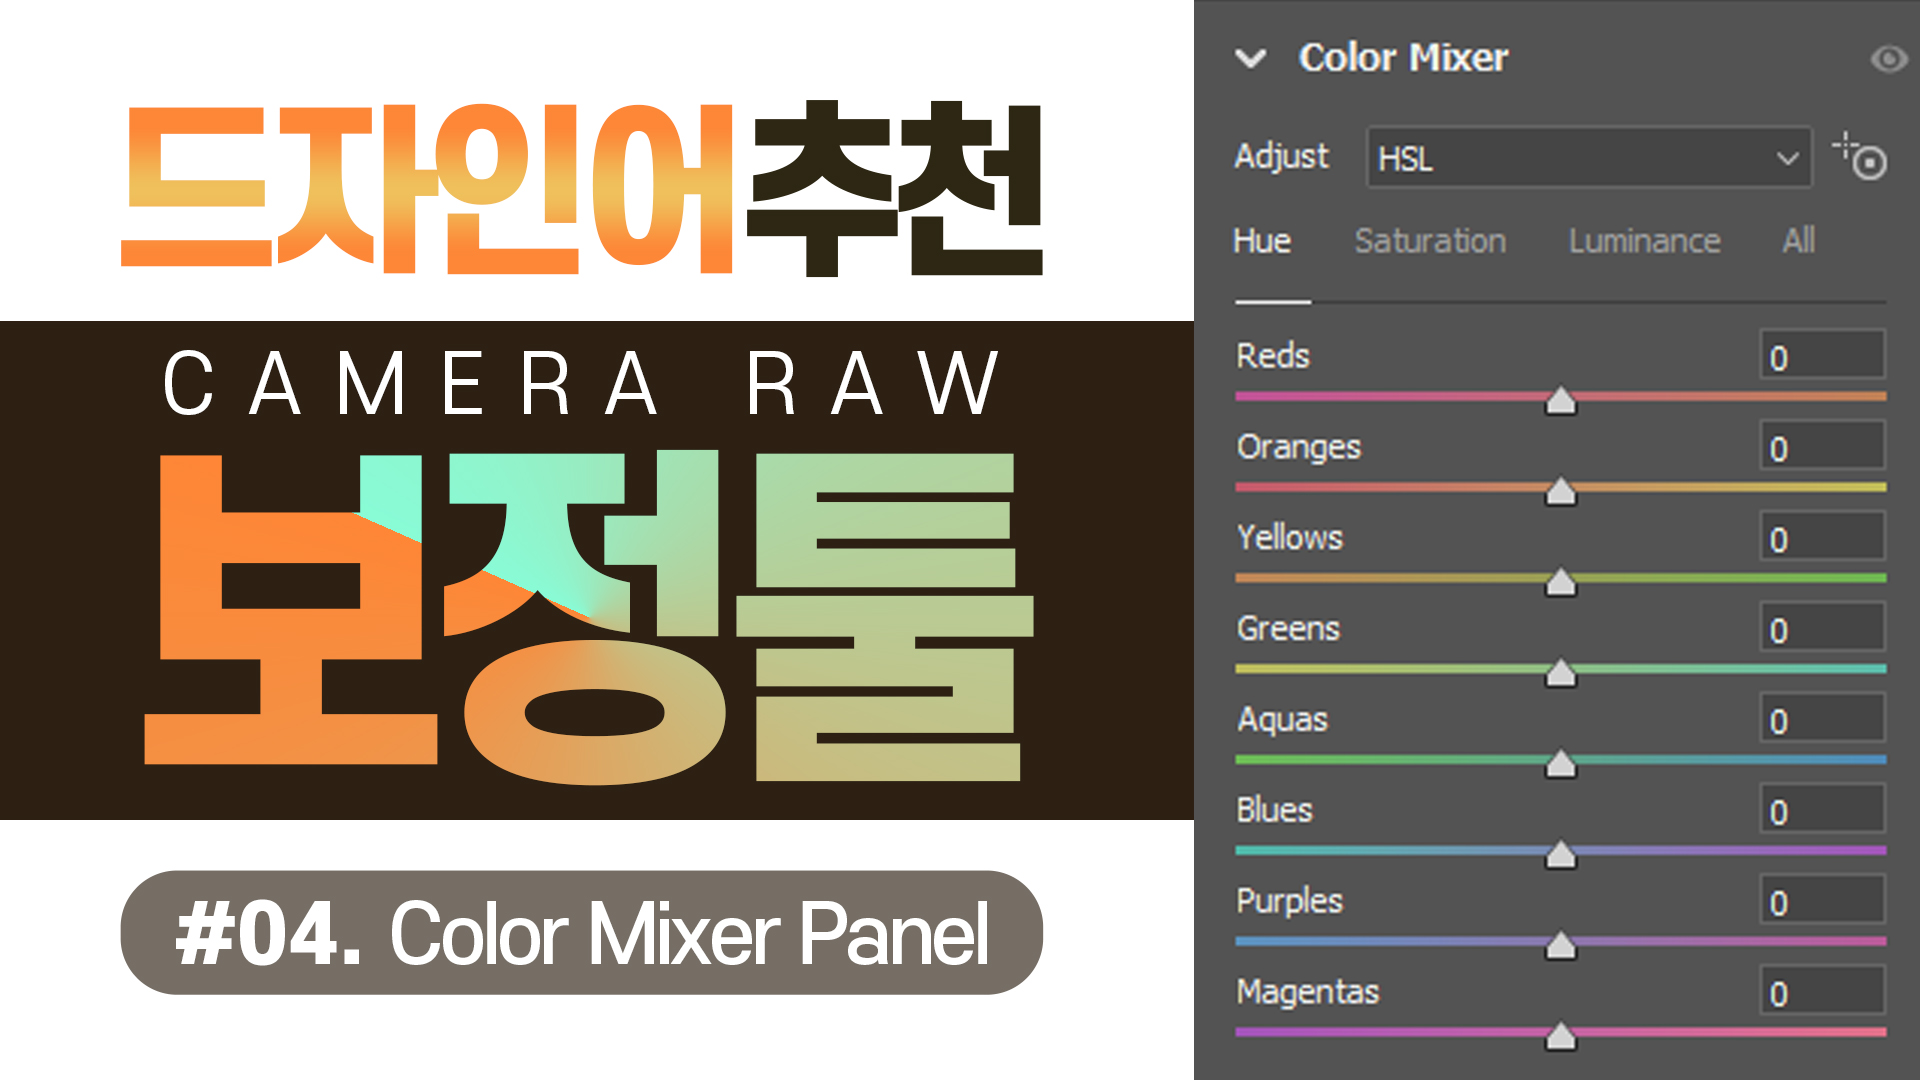 드자인어추천
CAMERA RAW
보정툴
#04. Color Mixer Panel
Color Mixer
Adjust HSL
Hue Saturation Luminance All
Reds 0
Oranges 0
Yellows 0
Greens 0
Aquas 0
Blues 0
Purples 0
Magentas 0